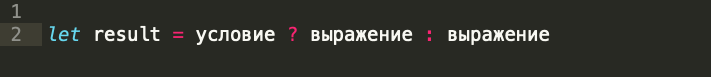 1
2 let result = условие ? выражение : выражение